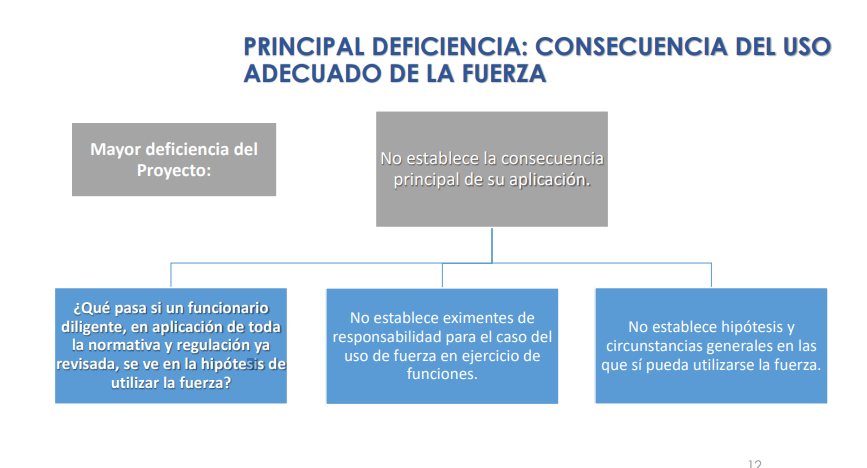 PRINCIPAL DEFICIENCIA: CONSECUENCIA DEL USO
ADECUADO DE LA FUERZA
Mayor deficiencia del
Proyecto:
No establece la consecuencia
principal de su aplicación.
¿Qué pasa si un funcionario
diligente, en aplicación de toda
la normativa y regulación ya
revisada, se ve en la hipótesis de
utilizar la fuerza?
No establece eximentes de
responsabilidad para el caso del
uso de fuerza en ejercicio de
funciones.
No establece hipótesis y
circunstancias generales en las
que sí pueda utilizarse la fuerza.
12